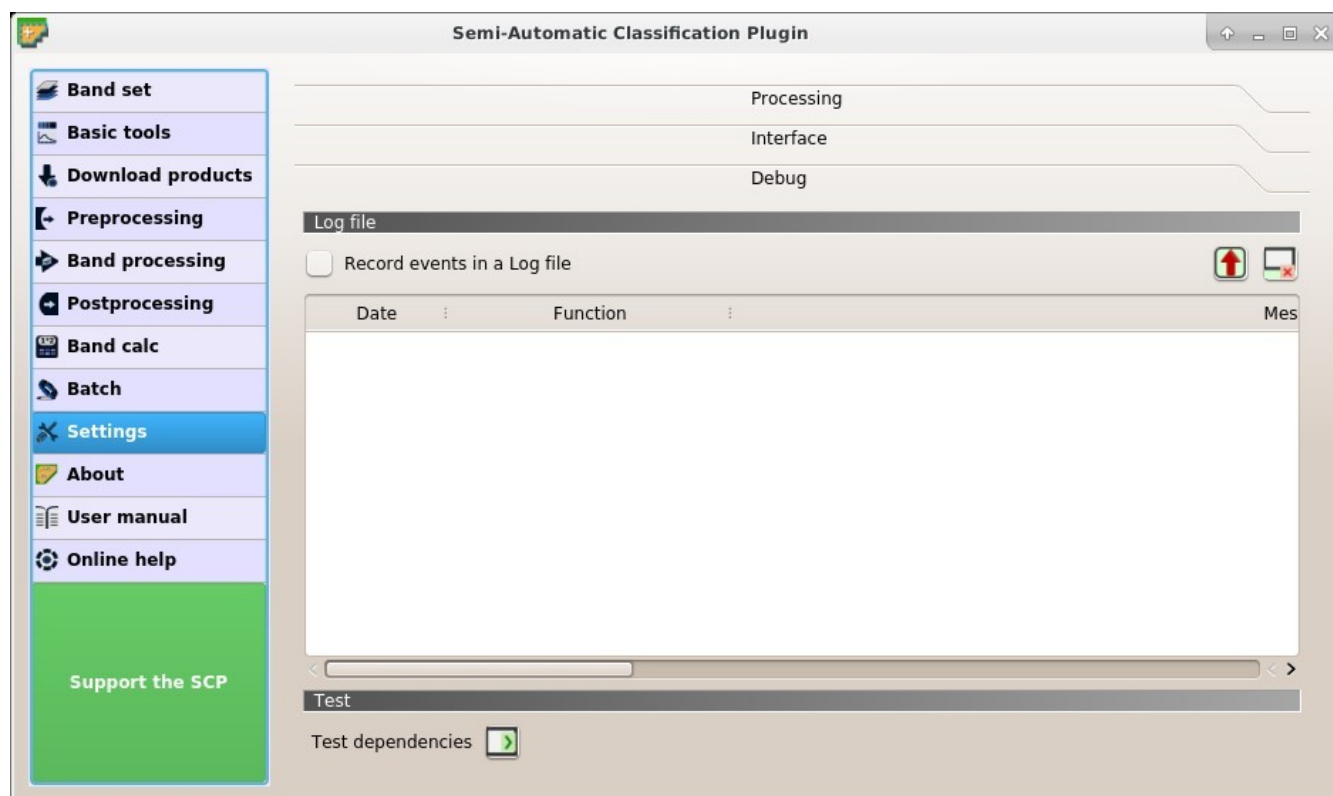 Semi-Automatic Classification Plugin
Band set
Basic tools
Download products
Preprocessing
Band processing
Postprocessing
Band calc
Batch
Settings
About
User manual
Online help
Support the SCP
Processing
Interface
Debug
Log file
Record events in a Log file
Date Function Mes
Test
Test dependencies